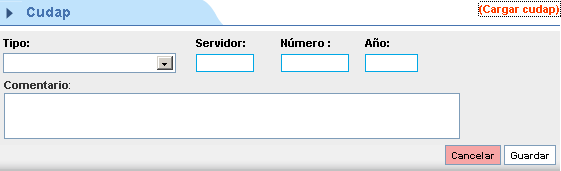 Cudap
(Cargar cudap)
Tipo: Servidor: Número : Año:
Comentario:
Cancelar Guardar